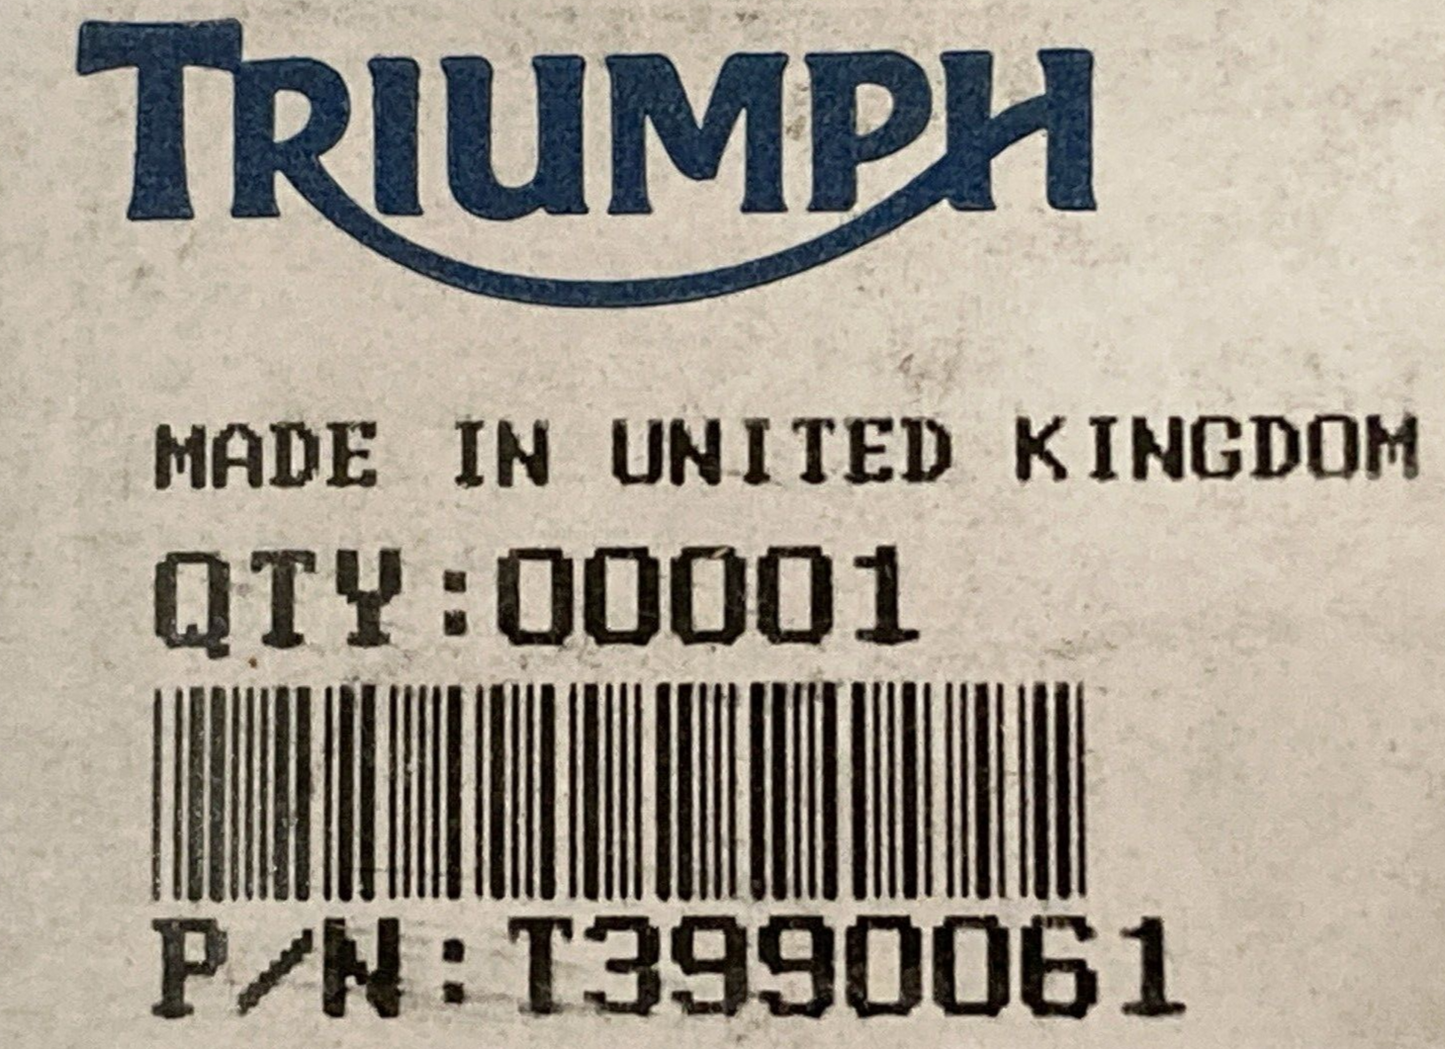 TRIUMPH
MADE IN UNITED KINGDOM
QTY:00001
P/N:T3990061